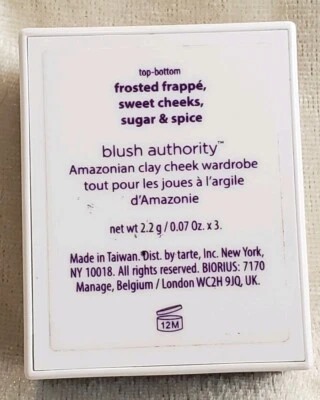 top-bottom
frosted frappé,
sweet cheeks,
sugar & spice
blush authority™
Amazonian clay cheek wardrobe
tout pour les joues à l'argile
d'Amazonie
net wt 2.2 g / 0.07 Oz. x 3.
Made in Taiwan. Dist. by tarte, Inc. New York,
NY 10018. All rights reserved. BIORIUS: 7170
Manage, Belgium / London WC2H 9JQ, UK.
12M